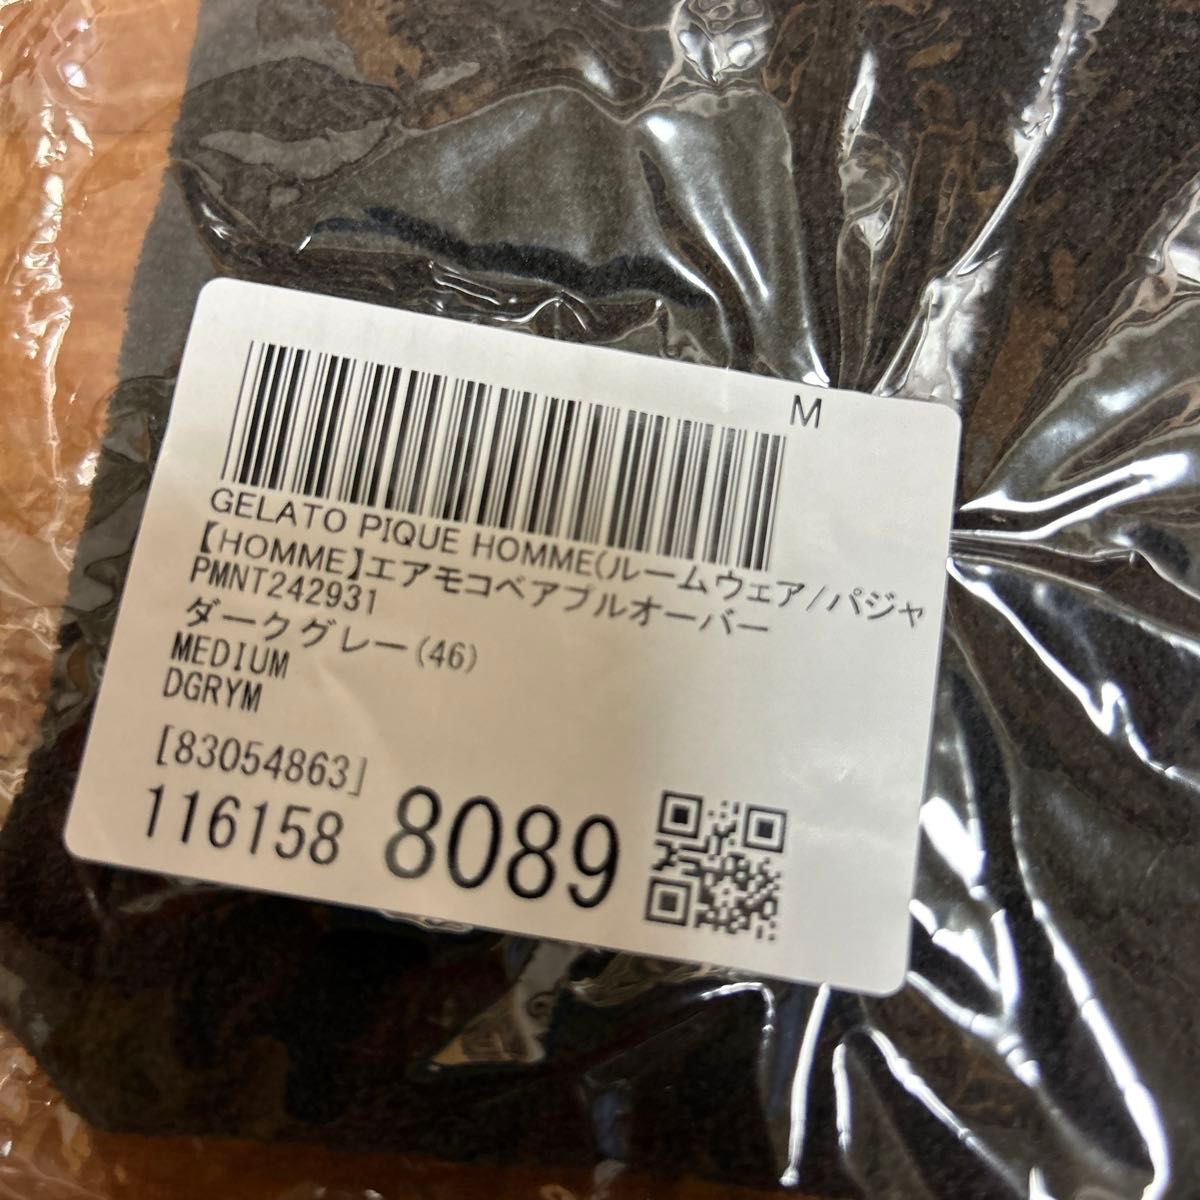 M
GELATO PIQUE HOMME(ルームウェア/パジャ
【HOMME】エアモコベアプルオーバー
PMNT242931
ダークグレー(46)
MEDIUM
DGRYM
[83054863]
116158 8089